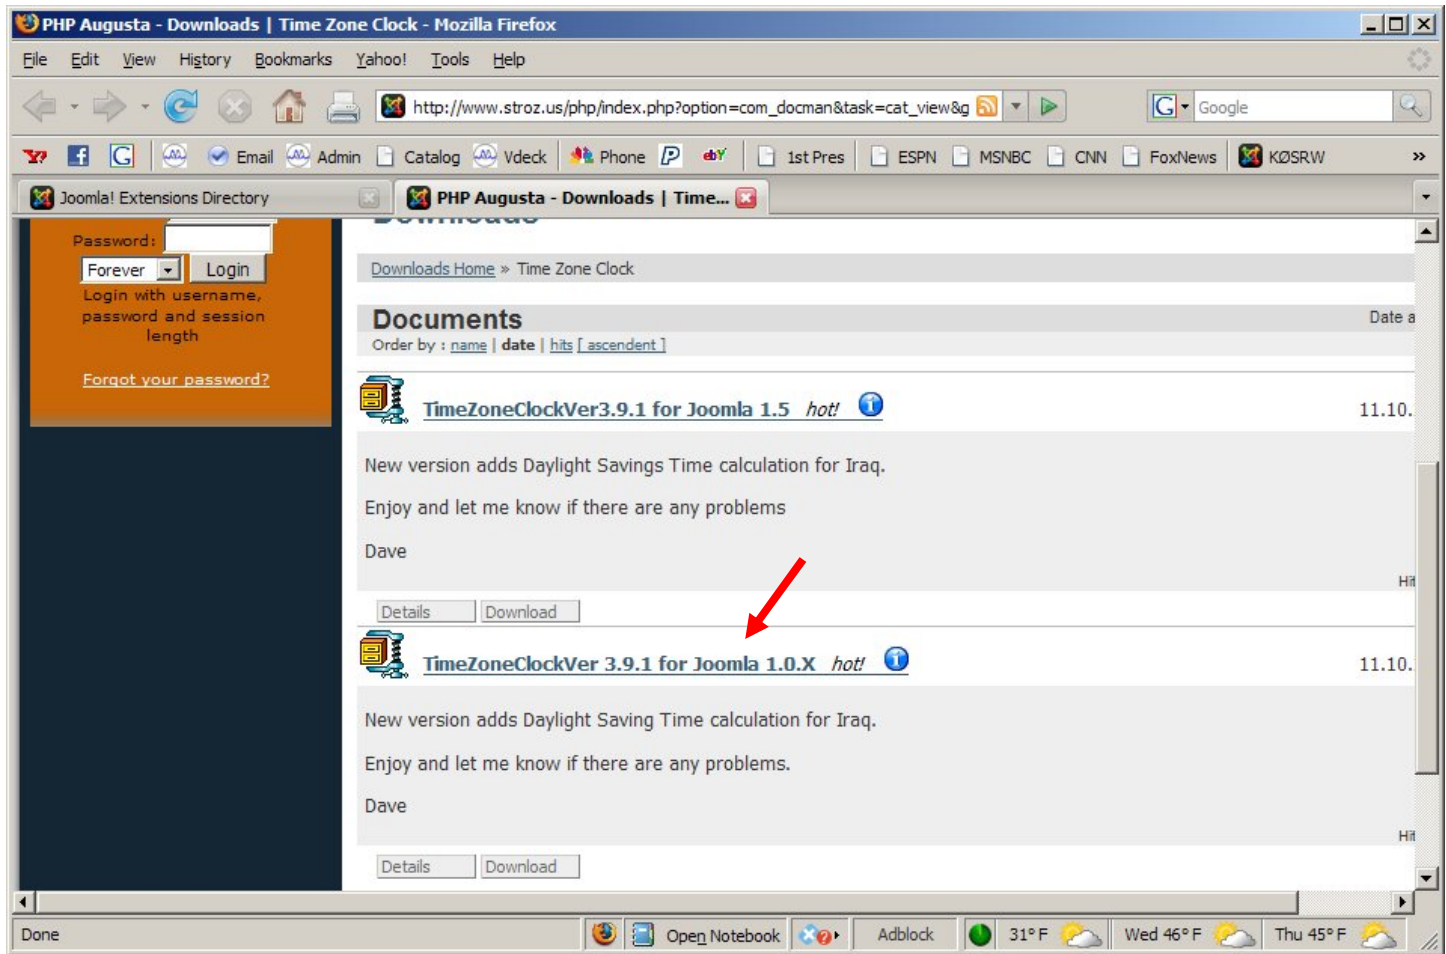 PHP Augusta - Downloads | Time Zone Clock - Mozilla Firefox
File Edit View History Bookmarks Yahoo! Tools Help
http://www.stroz.us/php/index.php?option=com_docman&task=cat_view&g
Google
Email Admin Catalog Vdeck Phone 1st Pres ESPN MSNBC CNN FoxNews KØSRW »
Joomla! Extensions Directory
PHP Augusta - Downloads | Time...
Downloads
Password:
Forever Login
Login with username,
password and session
length
Forgot your password?
Downloads Home » Time Zone Clock
Documents
Date a
Order by : name | date | hits [ ascendent ]
TimeZoneClockVer3.9.1 for Joomla 1.5 hot!
11.10.
New version adds Daylight Savings Time calculation for Iraq.
Enjoy and let me know if there are any problems
Dave
Hit
Details Download
TimeZoneClockVer 3.9.1 for Joomla 1.0.X hot!
11.10.
New version adds Daylight Saving Time calculation for Iraq.
Enjoy and let me know if there are any problems.
Dave
Hit
Details Download
Done Open Notebook Adblock 31° F Wed 46° F Thu 45° F